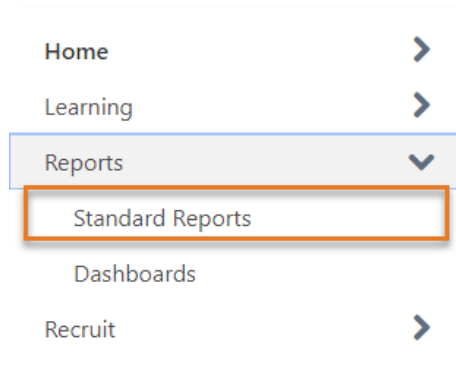 Home
Learning
Reports
Standard Reports
Dashboards
Recruit